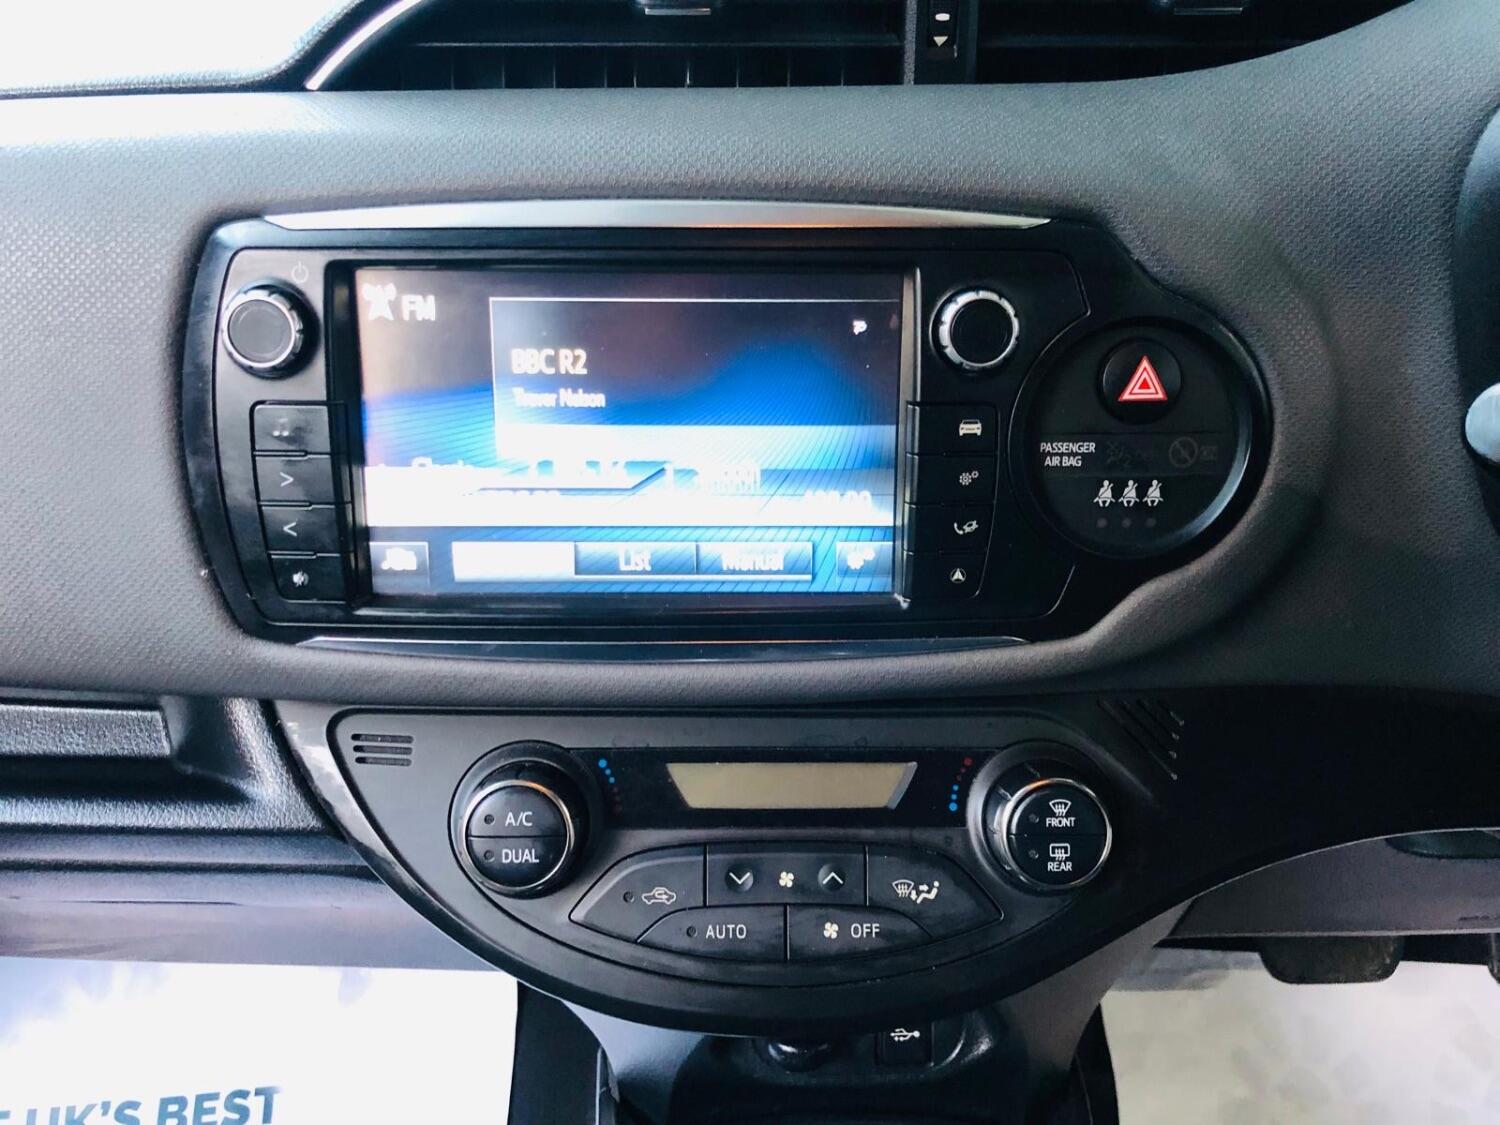 FM
BBC R2
Trevor Nelson
List
Manual
PASSENGER
AIR BAG
A/C
DUAL
FRONT
REAR
AUTO
OFF
UK'S BEST